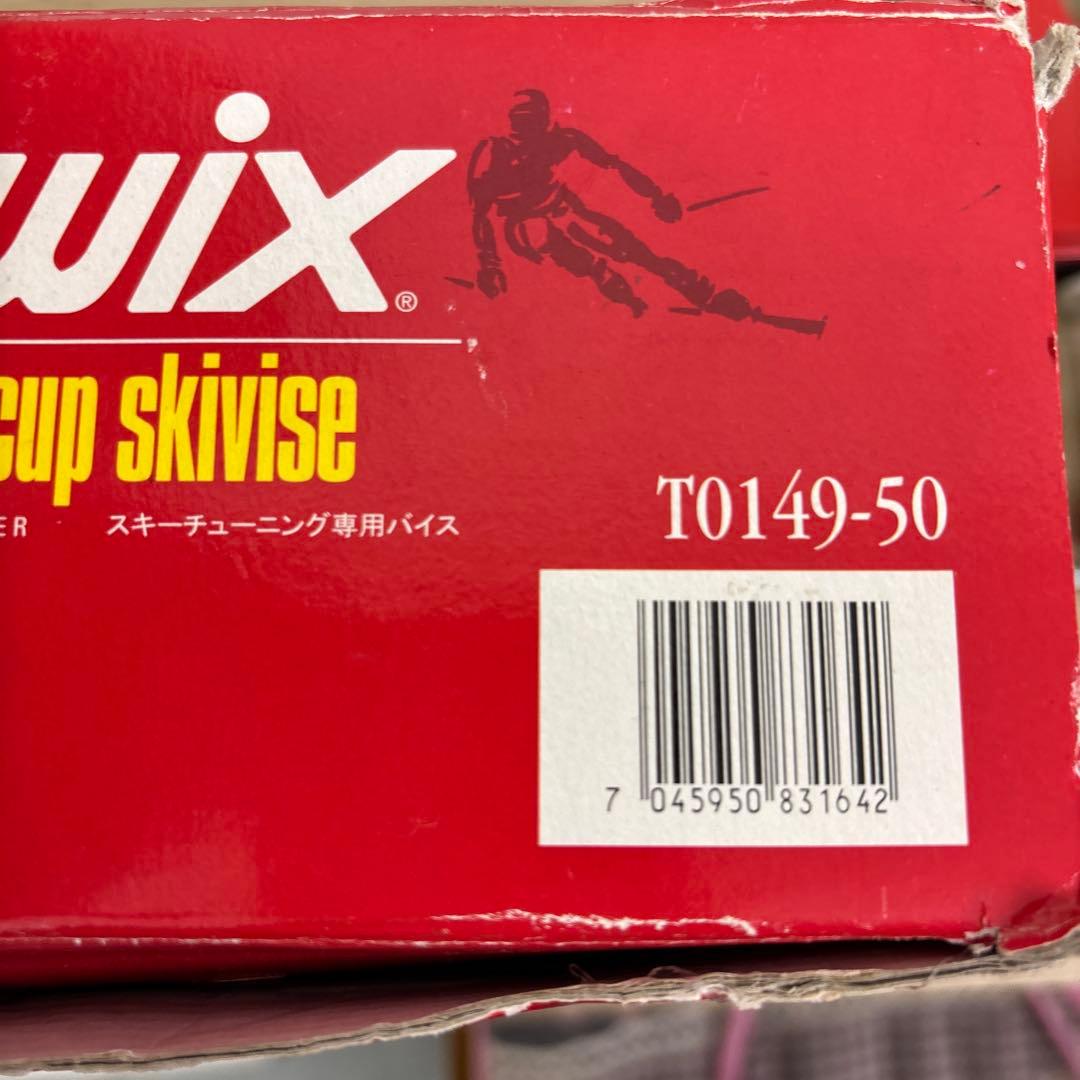 wix®
cup skivise
ER スキーチューニング専用バイス
T0149-50
7 045950 831642